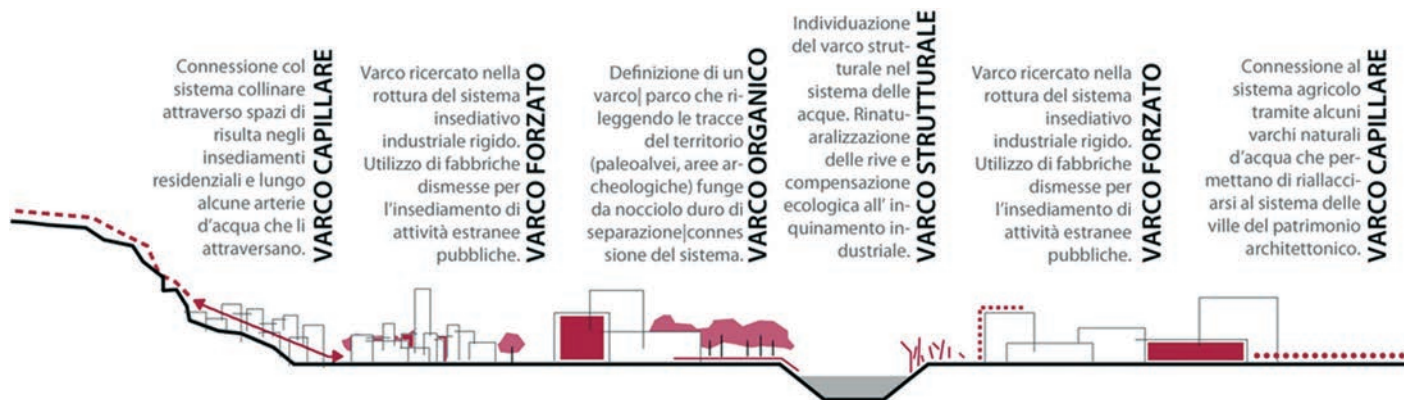 Connessione col
sistema collinare
attraverso spazi di
risulta negli
insediamenti
residenziali e lungo
alcune arterie
d'acqua che li
attraversano.
VARCO CAPILLARE
Varco ricercato nella
rottura del sistema
insediativo
industriale rigido.
Utilizzo di fabbriche
dismesse per
l'insediamento di
attività estranee
pubbliche.
VARCO FORZATO
Definizione di un
varco| parco che ri-
leggendo le tracce
del territorio
(paleoalvei, aree ar-
cheologiche) funge
da nocciolo duro di
separazione|connes
sione del sistema.
VARCO ORGANICO
Individuazione
del varco strut-
turale nel
sistema delle
acque. Rinatu-
aralizzazione
delle rive e
compensazione
ecologica all' in-
quinamento in-
dustriale.
VARCO STRUTTURALE
Varco ricercato nella
rottura del sistema
insediativo
industriale rigido.
Utilizzo di fabbriche
dismesse per
l'insediamento di
attività estranee
pubbliche.
VARCO FORZATO
Connessione al
sistema agricolo
tramite alcuni
varchi naturali
d'acqua che per-
mettano di riallacci-
arsi al sistema delle
ville del patrimonio
architettonico.
VARCO CAPILLARE